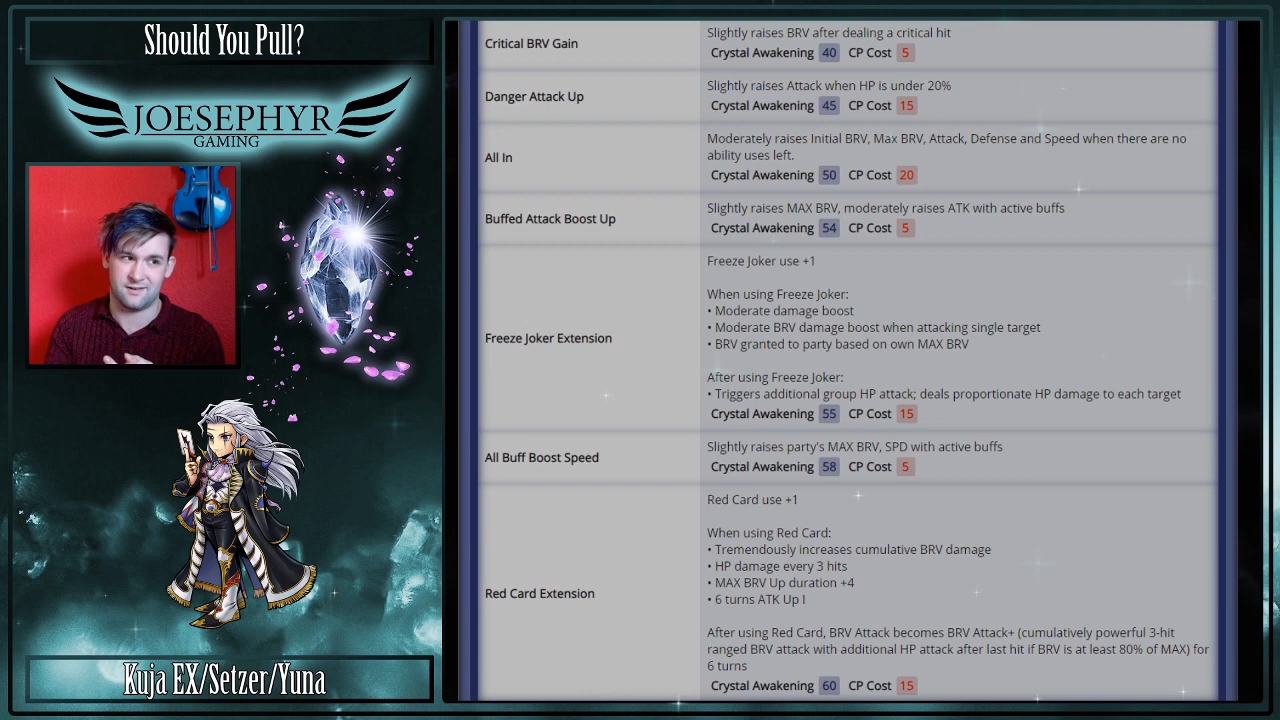 Should You Pull?
JOESEPHYR
GAMING
Kuja EX/Setzer/Yuna
Critical BRV Gain
Slightly raises BRV after dealing a critical hit
Crystal Awakening 40 CP Cost 5
Danger Attack Up
Slightly raises Attack when HP is under 20%
Crystal Awakening 45 CP Cost 15
All In
Moderately raises Initial BRV, Max BRV, Attack, Defense and Speed when there are no
ability uses left.
Crystal Awakening 50 CP Cost 20
Buffed Attack Boost Up
Slightly raises MAX BRV, moderately raises ATK with active buffs
Crystal Awakening 54 CP Cost 5
Freeze Joker Extension
Freeze Joker use +1
When using Freeze Joker:
• Moderate damage boost
• Moderate BRV damage boost when attacking single target
• BRV granted to party based on own MAX BRV
After using Freeze Joker:
• Triggers additional group HP attack; deals proportionate HP damage to each target
Crystal Awakening 55 CP Cost 15
All Buff Boost Speed
Slightly raises party's MAX BRV, SPD with active buffs
Crystal Awakening 58 CP Cost 5
Red Card Extension
Red Card use +1
When using Red Card:
• Tremendously increases cumulative BRV damage
• HP damage every 3 hits
• MAX BRV Up duration +4
• 6 turns ATK Up I
After using Red Card, BRV Attack becomes BRV Attack+ (cumulatively powerful 3-hit
ranged BRV attack with additional HP attack after last hit if BRV is at least 80% of MAX) for
6 turns
Crystal Awakening 60 CP Cost 15